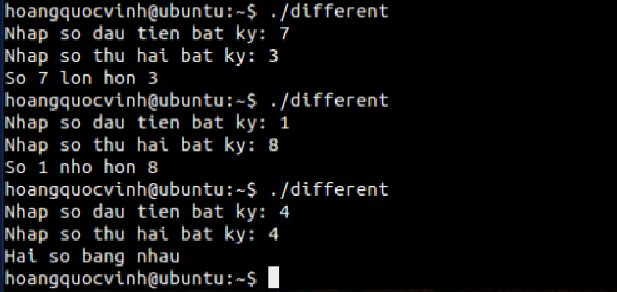 hoangquocvinh@ubuntu:~$ ./different
Nhap so dau tien bat ky: 7
Nhap so thu hai bat ky: 3
So 7 lon hon 3
hoangquocvinh@ubuntu:~$ ./different
Nhap so dau tien bat ky: 1
Nhap so thu hai bat ky: 8
So 1 nho hon 8
hoangquocvinh@ubuntu:~$ ./different
Nhap so dau tien bat ky: 4
Nhap so thu hai bat ky: 4
Hai so bang nhau
hoangquocvinh@ubuntu:~$